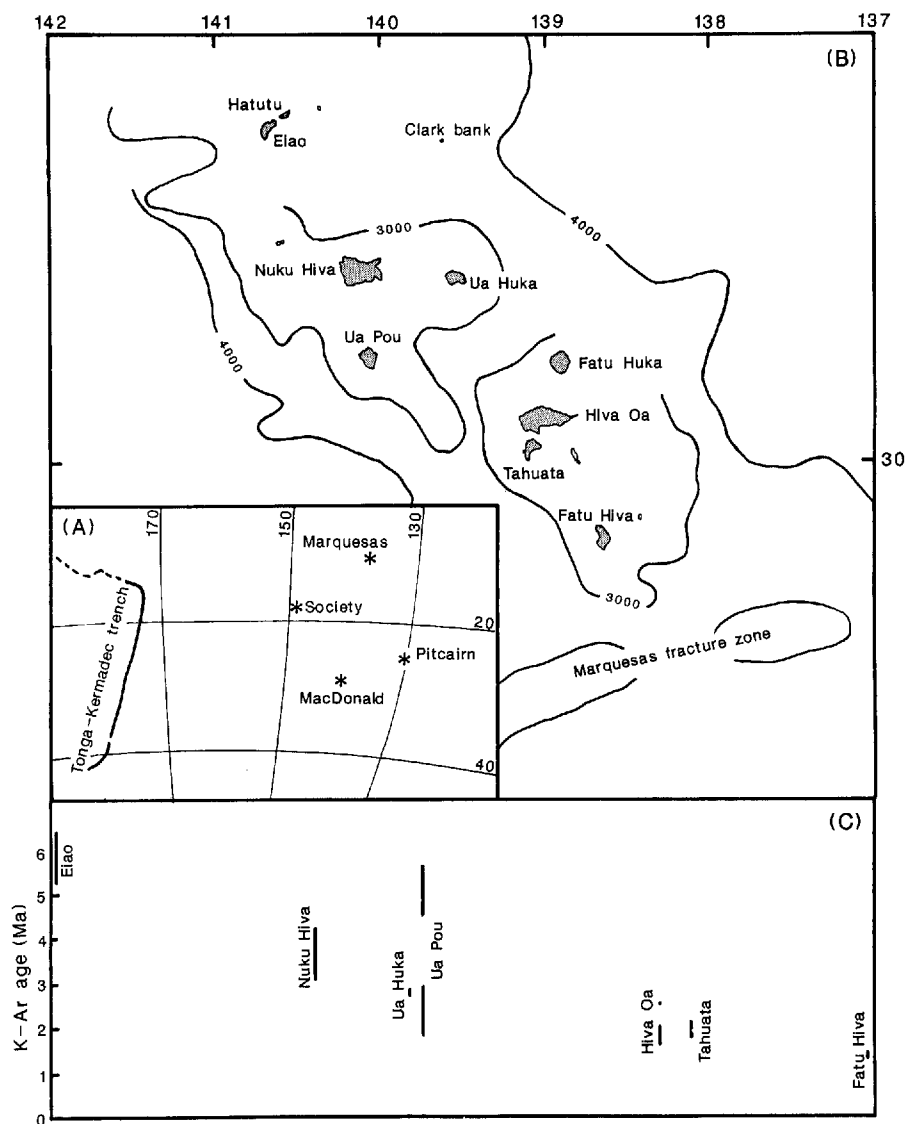 142 141 140 139 138 137
(B)
Hatutu
Elao
Clark bank
4000
3000
Nuku Hiva
Ua Huka
4000
Ua Pou
Fatu Huka
Hiva Oa
Tahuata
30
Fatu Hiva
3000
Marquesas fracture zone
(A)
170 150 130
Marquesas
Society
20
Pitcairn
MacDonald
Tonga-Kermadec trench
40
(C)
K-Ar age (Ma)
6
5
4
3
2
1
0
Eiao
Nuku Hiva
Ua Huka
Ua Pou
Hiva Oa
Tahuata
Fatu Hiva